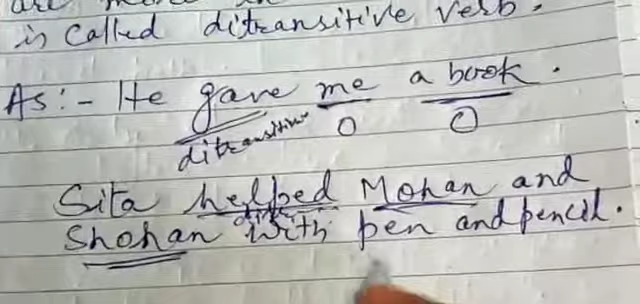 is called ditransitive verb.
As :- He gave me a book.
ditransitive O O
Sita helped Mohan and
Shohan with pen and pencil.